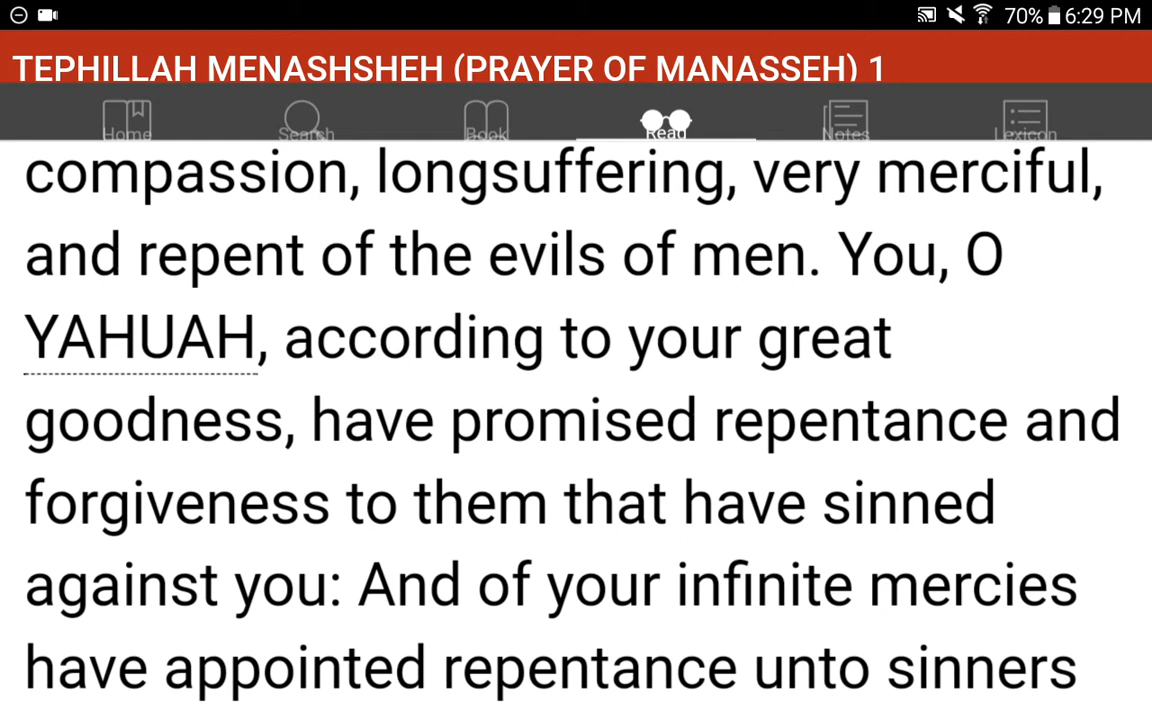 70% 6:29 PM
TEPHILLAH MENASHSHEH (PRAYER OF MANASSEH) 1
Home Search Book Read Notes Lexicon
compassion, longsuffering, very merciful,
and repent of the evils of men. You, O
YAHUAH, according to your great
goodness, have promised repentance and
forgiveness to them that have sinned
against you: And of your infinite mercies
have appointed repentance unto sinners